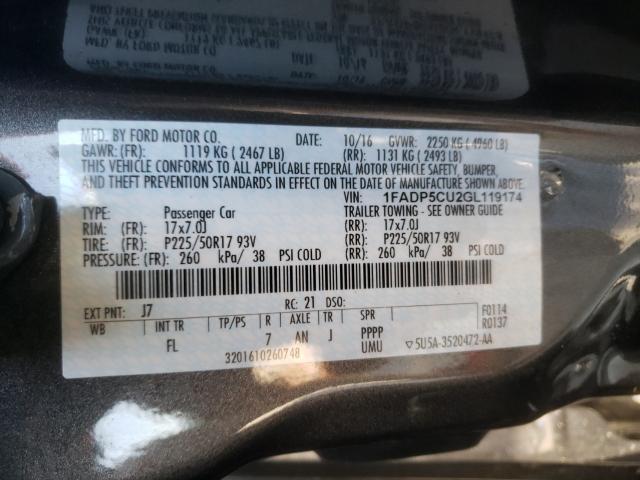 MFD. BY FORD MOTOR CO. DATE: 10/16 GVWR: 2250 KG ( 4960 LB)
GAWR: (FR): 1119 KG ( 2467 LB) (RR): 1131 KG ( 2493 LB)
THIS VEHICLE CONFORMS TO ALL APPLICABLE FEDERAL MOTOR VEHICLE SAFETY, BUMPER,
AND THEFT PREVENTION STANDARDS IN EFFECT ON THE DATE OF MANUFACTURE SHOWN ABOVE.
VIN: 1FADP5CU2GL119174
TYPE: Passenger Car TRAILER TOWING - SEE OWNER GUIDE
RIM: (FR): 17x7.0J (RR): 17x7.0J
TIRE: (FR): P225/50R17 93V (RR): P225/50R17 93V
PRESSURE: (FR): 260 kPa/ 38 PSI COLD (RR): 260 kPa/ 38 PSI COLD
EXT PNT: J7 RC: 21 DSO: F0114
WB INT TR TP/PS R AXLE TR SPR R0137
FL 7 AN J PPPP
UMU
3201610260748 ▽5U5A-3520472-AA